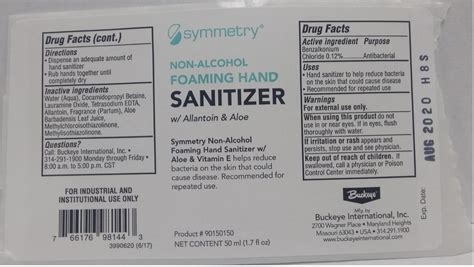 Drug Facts (cont.)
Directions
• Dispense an adequate amount of
hand sanitizer
• Rub hands together until
completely dry
Inactive ingredients
Water (Aqua), Cocamidopropyl Betaine,
Lauramine Oxide, Tetrasodium EDTA,
Allantoin, Fragrance (Parfum), Aloe
Barbadensis Leaf Juice,
Methylchloroisothiazolinone,
Methylisothiazolinone.
Questions?
Call: Buckeye International, Inc. •
314-291-1900 Monday through Friday •
8:00 a.m. to 5:00 p.m. CST
FOR INDUSTRIAL AND
INSTITUTIONAL USE ONLY
7 66176 98144 3
3990620 (6/17)
symmetry®
NON-ALCOHOL
FOAMING HAND
SANITIZER
w/ Allantoin & Aloe
Symmetry Non-Alcohol
Foaming Hand Sanitizer w/
Aloe & Vitamin E helps reduce
bacteria on the skin that could
cause disease. Recommended for
repeated use.
Product #90150150
NET CONTENT 50 ml (1.7 fl oz)
Drug Facts
Active ingredient Purpose
Benzalkonium
Chloride 0.12% Antibacterial
Uses
• Hand sanitizer to help reduce bacteria
on the skin that could cause disease
• Recommended for repeated use
Warnings
For external use only.
When using this product do not
use in or near eyes. If in eyes, flush
thoroughly with water.
If irritation or rash appears and
persists, stop use and see physician.
Keep out of reach of children. If
swallowed, call a physician or Poison
Control Center immediately.
Buckeye®
Mfg. by
Buckeye International, Inc.
2700 Wagner Place • Maryland Heights
Missouri 63043 • USA • 314.291.1900
www.buckeyeinternational.com
Exp. Date:
AUG 2020 H8S